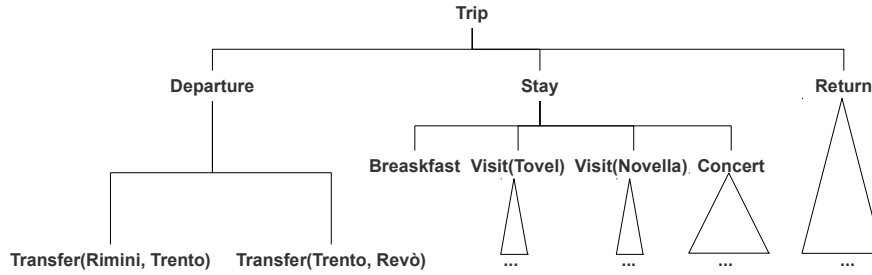 Trip
Departure Stay Return
Breaskfast Visit(Tovel) Visit(Novella) Concert
Transfer(Rimini, Trento) Transfer(Trento, Revò) ... ... ... ...